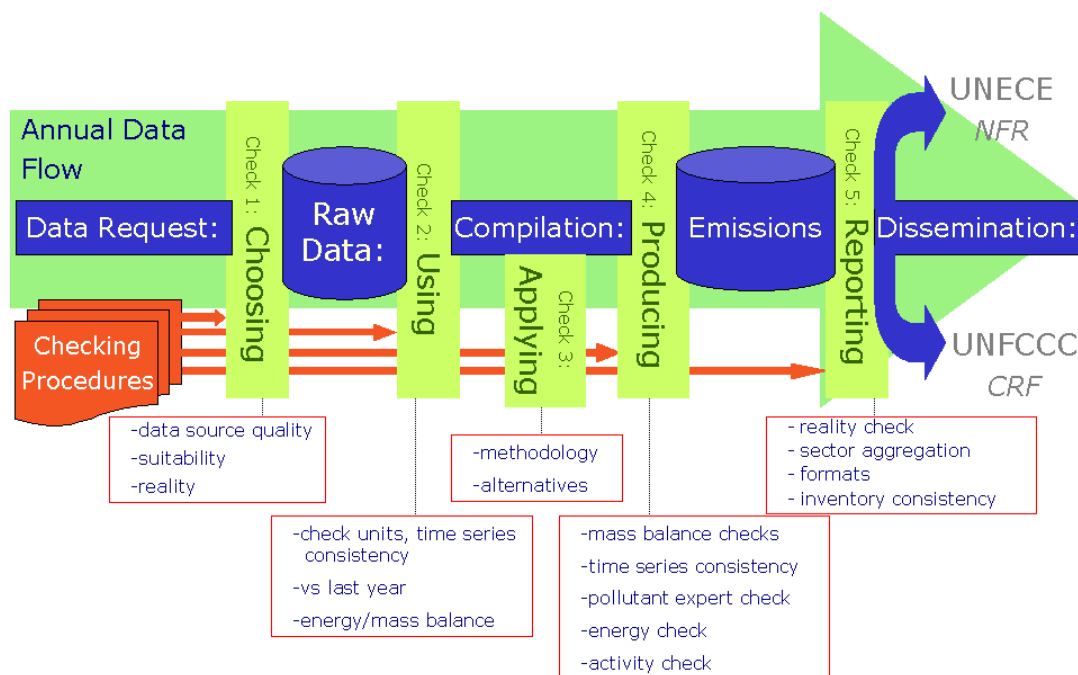 Annual Data
Flow
Data Request:
Check 1:
Choosing
Raw
Data:
Check 2:
Using
Compilation:
Applying
Check 3:
Check 4:
Producing
Emissions
Check 5:
Reporting
Dissemination:
UNECE
NFR
UNFCCC
CRF
Checking
Procedures
-data source quality
-suitability
-reality
-check units, time series
consistency
-vs last year
-energy/mass balance
-methodology
-alternatives
-mass balance checks
-time series consistency
-pollutant expert check
-energy check
-activity check
- reality check
- sector aggregation
- formats
- inventory consistency